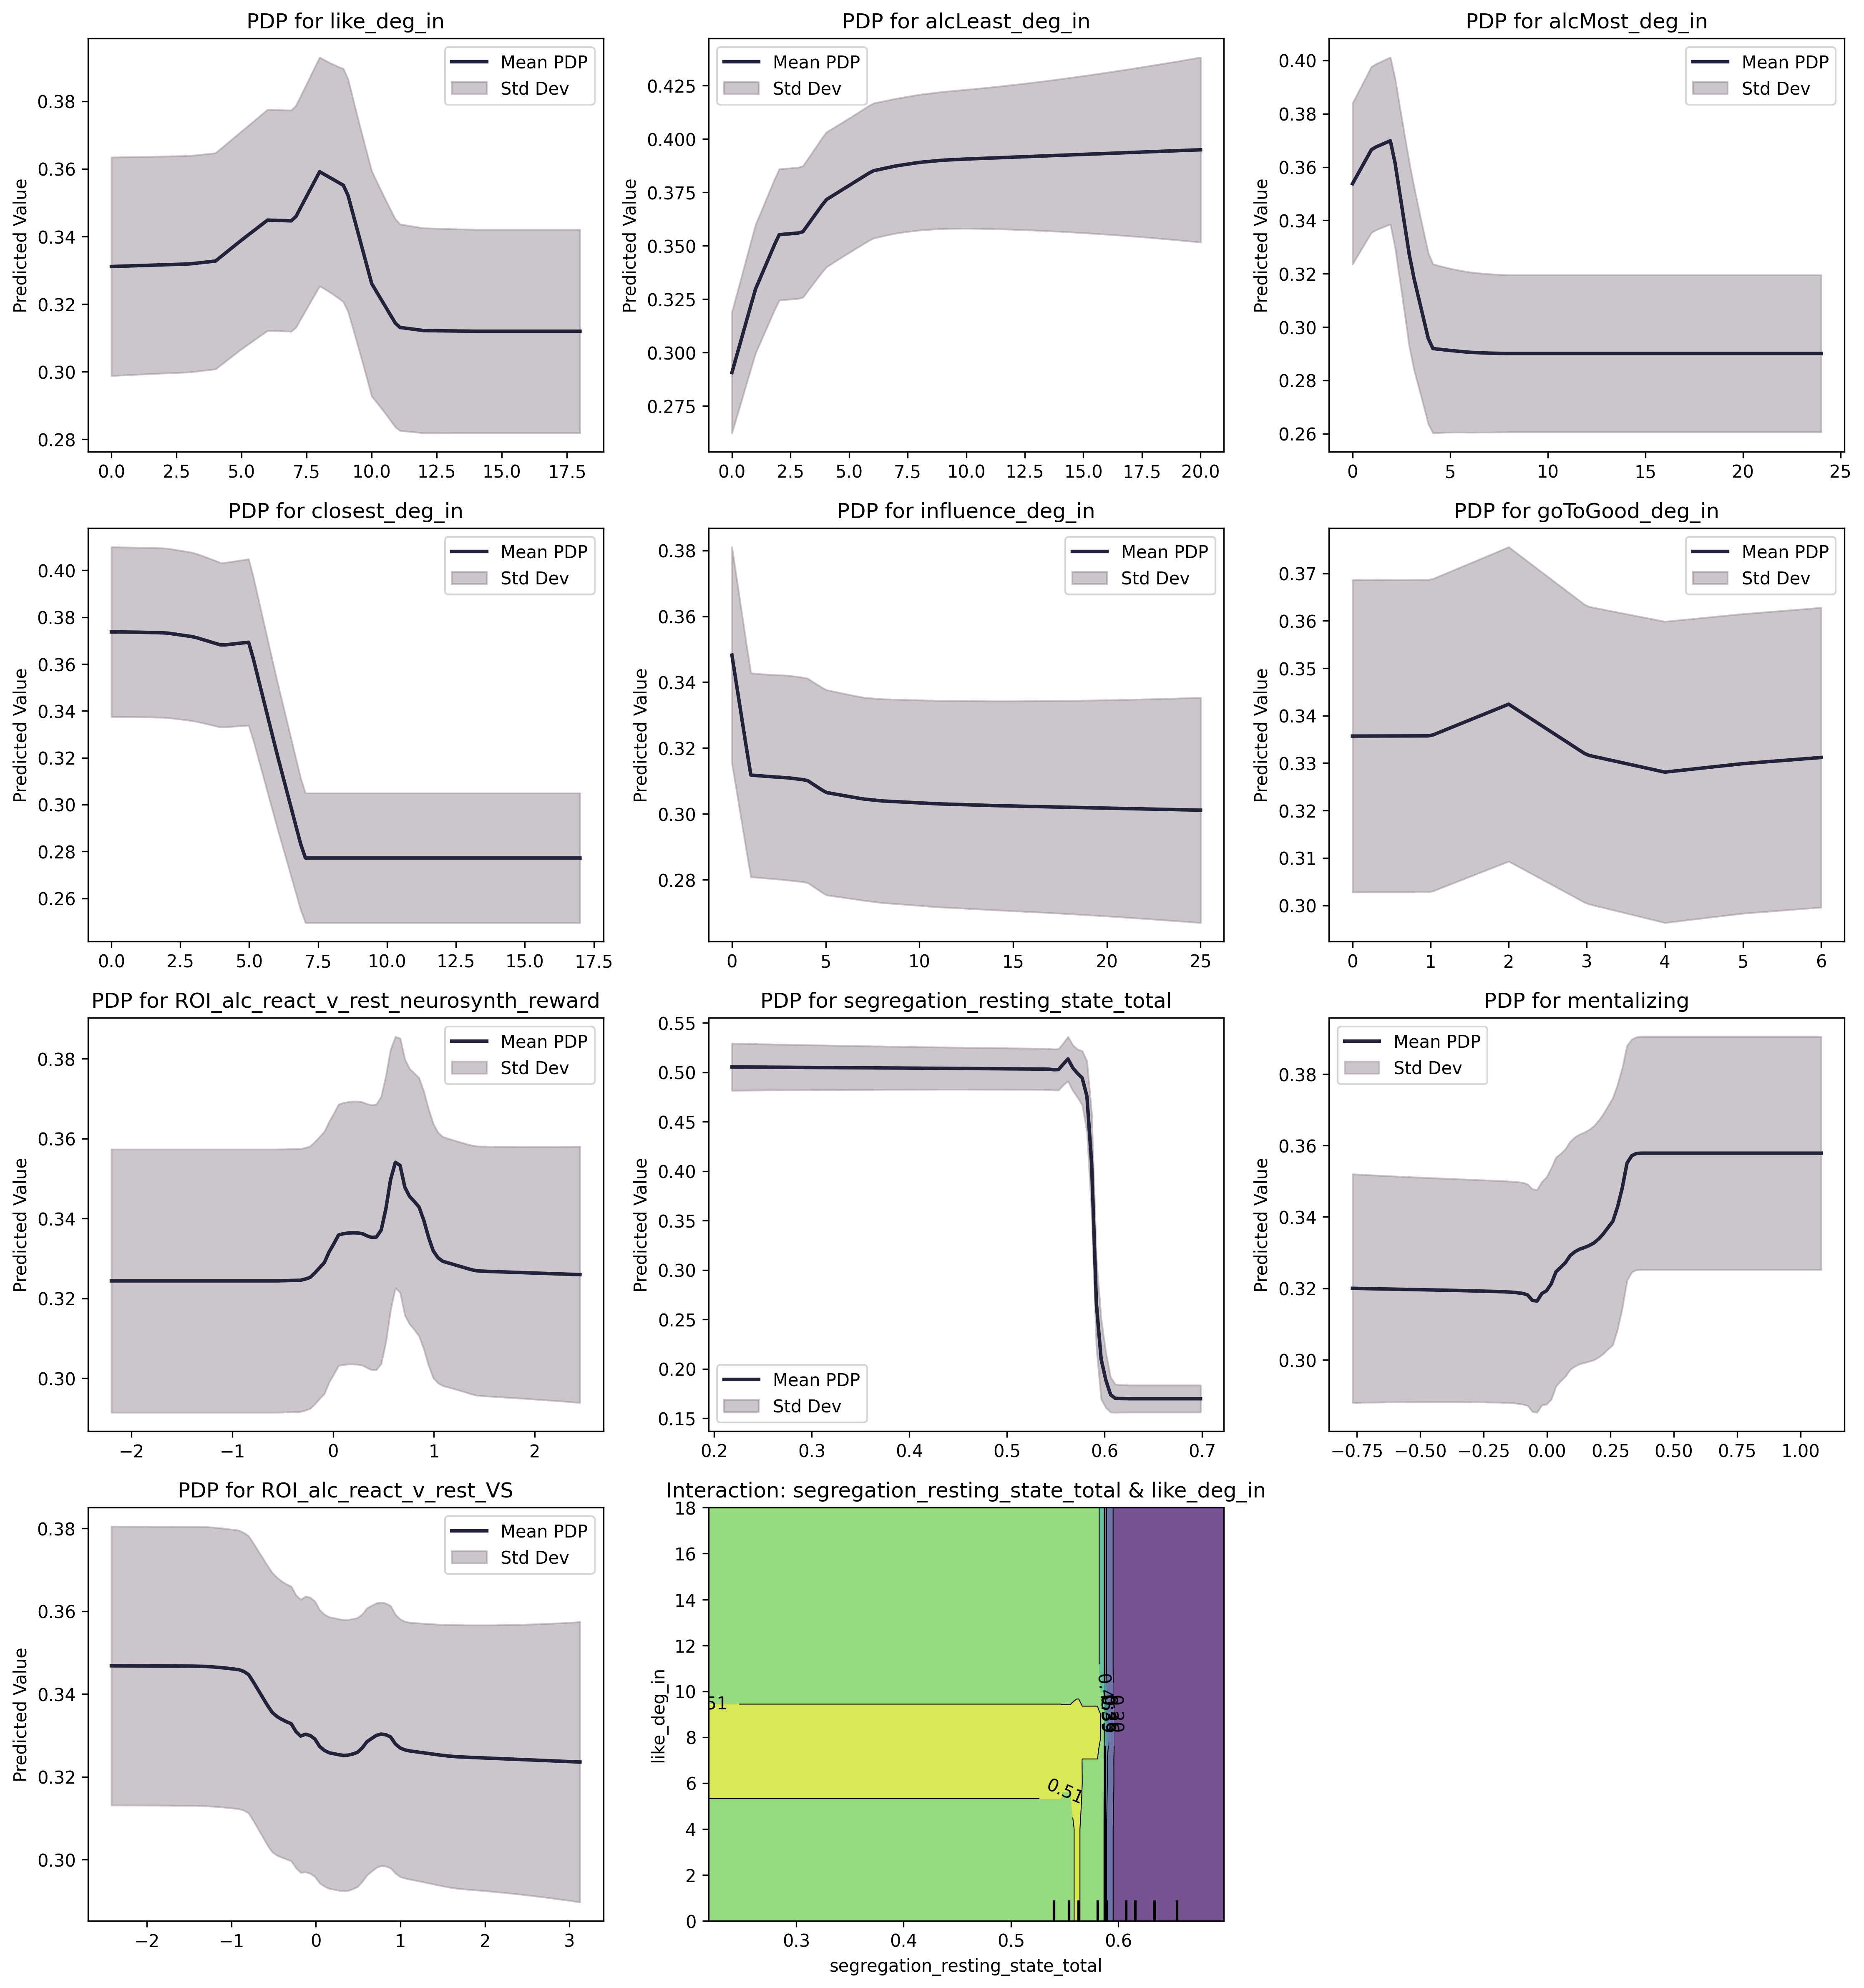 PDP for like_deg_in
Mean PDP
Std Dev
Predicted Value
0.38
0.36
0.34
0.32
0.30
0.28
0.0 2.5 5.0 7.5 10.0 12.5 15.0 17.5
PDP for alcLeast_deg_in
Mean PDP
Std Dev
Predicted Value
0.425
0.400
0.375
0.350
0.325
0.300
0.275
0.0 2.5 5.0 7.5 10.0 12.5 15.0 17.5 20.0
PDP for alcMost_deg_in
Mean PDP
Std Dev
Predicted Value
0.40
0.38
0.36
0.34
0.32
0.30
0.28
0.26
0 5 10 15 20 25
PDP for closest_deg_in
Mean PDP
Std Dev
Predicted Value
0.40
0.38
0.36
0.34
0.32
0.30
0.28
0.26
0.0 2.5 5.0 7.5 10.0 12.5 15.0 17.5
PDP for influence_deg_in
Mean PDP
Std Dev
Predicted Value
0.38
0.36
0.34
0.32
0.30
0.28
0 5 10 15 20 25
PDP for goToGood_deg_in
Mean PDP
Std Dev
Predicted Value
0.37
0.36
0.35
0.34
0.33
0.32
0.31
0.30
0 1 2 3 4 5 6
PDP for ROI_alc_react_v_rest_neurosynth_reward
Mean PDP
Std Dev
Predicted Value
0.38
0.36
0.34
0.32
0.30
−2 −1 0 1 2
PDP for segregation_resting_state_total
Mean PDP
Std Dev
Predicted Value
0.55
0.50
0.45
0.40
0.35
0.30
0.25
0.20
0.15
0.2 0.3 0.4 0.5 0.6 0.7
PDP for mentalizing
Mean PDP
Std Dev
Predicted Value
0.38
0.36
0.34
0.32
0.30
−0.75 −0.50 −0.25 0.00 0.25 0.50 0.75 1.00
PDP for ROI_alc_react_v_rest_VS
Mean PDP
Std Dev
Predicted Value
0.38
0.36
0.34
0.32
0.30
−2 −1 0 1 2 3
Interaction: segregation_resting_state_total & like_deg_in
like_deg_in
18
16
14
12
10
8
6
4
2
0
51
0.51
0.3 0.4 0.5 0.6
segregation_resting_state_total